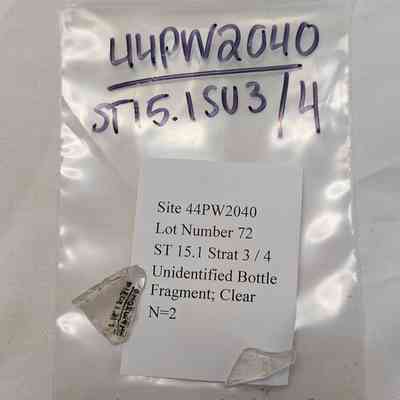 44PW2040
ST15.1SU3/4
Site 44PW2040
Lot Number 72
ST 15.1 Strat 3 / 4
Unidentified Bottle
Fragment; Clear
N=2